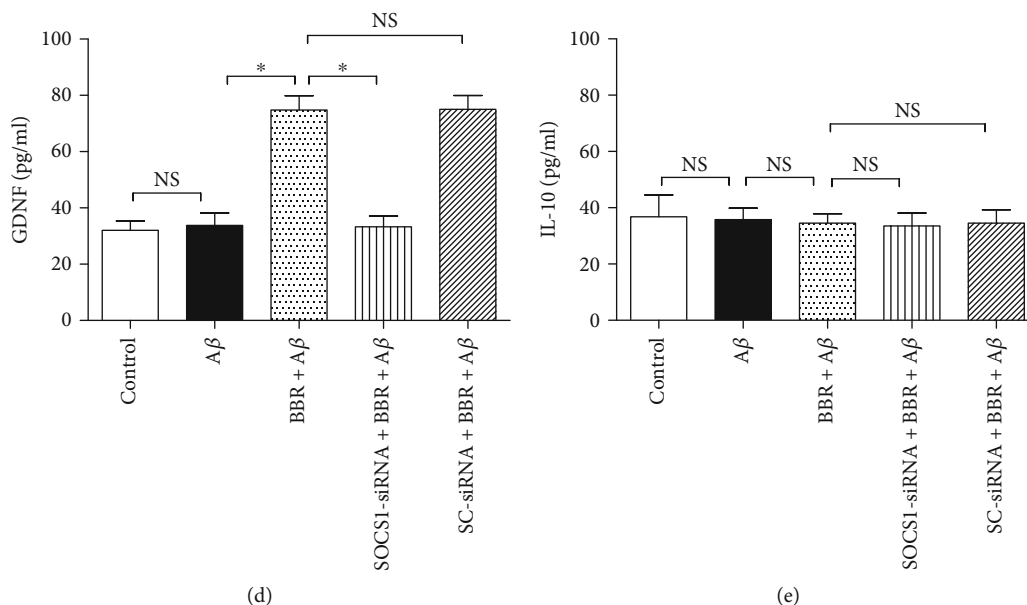 100
80
60
40
20
0
GDNF (pg/ml)
NS
*
*
NS
Control
Aβ
BBR + Aβ
SOCS1-siRNA + BBR + Aβ
SC-siRNA + BBR + Aβ
(d)
100
80
60
40
20
0
IL-10 (pg/ml)
NS
NS
NS
NS
Control
Aβ
BBR + Aβ
SOCS1-siRNA + BBR + Aβ
SC-siRNA + BBR + Aβ
(e)